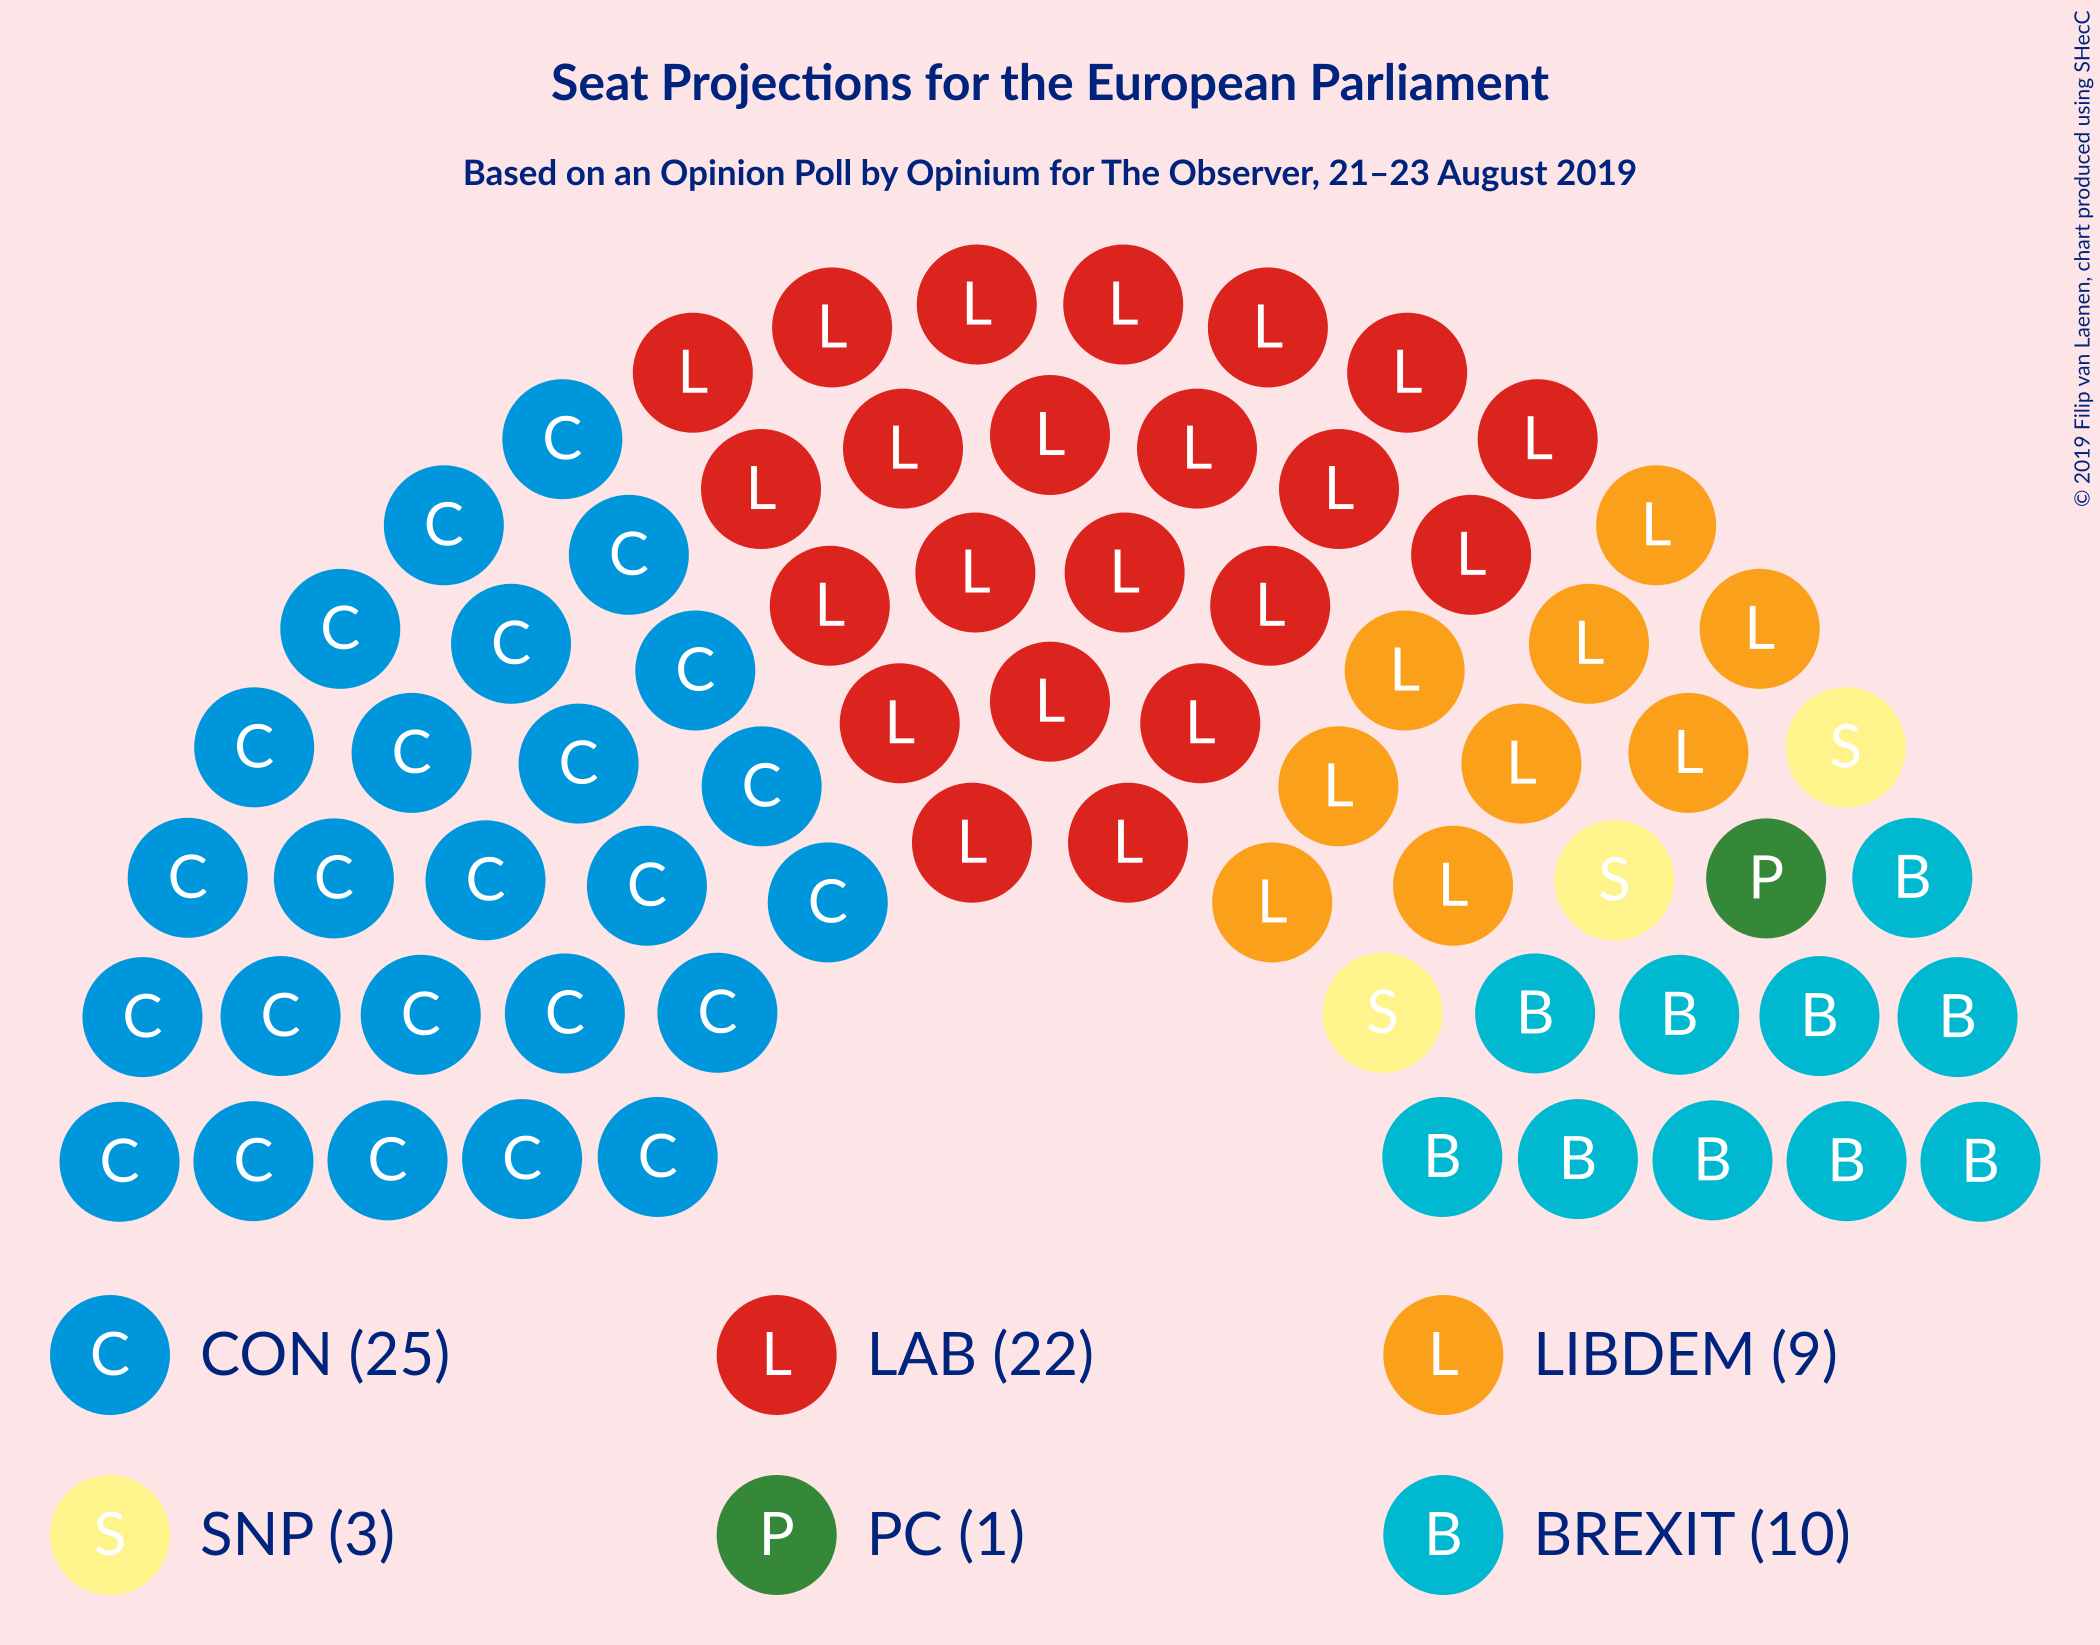 Seat Projections for the European Parliament
Based on an Opinion Poll by Opinium for The Observer, 21–23 August 2019
© 2019 Filip van Laenen, chart produced using SHecC
L L
L L
L L
L
C L
C L
L L L
L L
C L
C L
L L
L L
C L
C L
C L
L L L
C S
C L
C L
C L
L L
C B
C P
C S
C L
C L
C S
C B
C B
C B
C B
C B
C B
C B
C B
C B
C CON (25)
L LAB (22)
L LIBDEM (9)
S SNP (3)
P PC (1)
B BREXIT (10)